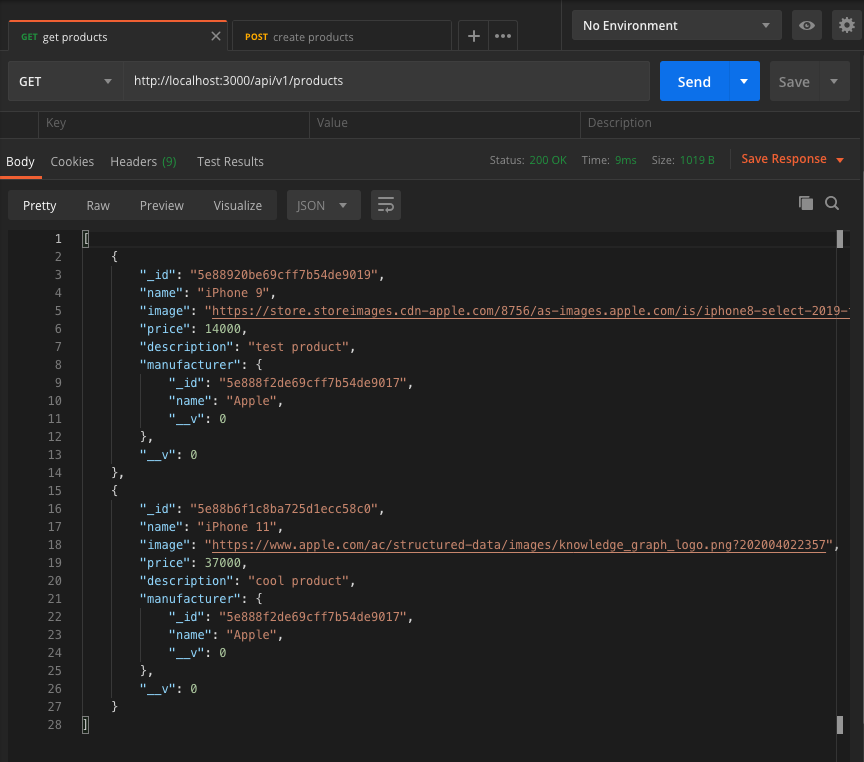 GET get products
POST create products
No Environment
GET
http://localhost:3000/api/v1/products
Send
Save
Key Value Description
Body Cookies Headers (9) Test Results Status: 200 OK Time: 9ms Size: 1019 B Save Response
Pretty Raw Preview Visualize JSON
1 [
2 {
3 "_id": "5e88920be69cff7b54de9019",
4 "name": "iPhone 9",
5 "image": "https://store.storeimages.cdn-apple.com/8756/as-images.apple.com/is/iphone8-select-2019-
6 "price": 14000,
7 "description": "test product",
8 "manufacturer": {
9 "_id": "5e888f2de69cff7b54de9017",
10 "name": "Apple",
11 "__v": 0
12 },
13 "__v": 0
14 },
15 {
16 "_id": "5e88b6f1c8ba725d1ecc58c0",
17 "name": "iPhone 11",
18 "image": "https://www.apple.com/ac/structured-data/images/knowledge_graph_logo.png?202004022357",
19 "price": 37000,
20 "description": "cool product",
21 "manufacturer": {
22 "_id": "5e888f2de69cff7b54de9017",
23 "name": "Apple",
24 "__v": 0
25 },
26 "__v": 0
27 }
28 ]